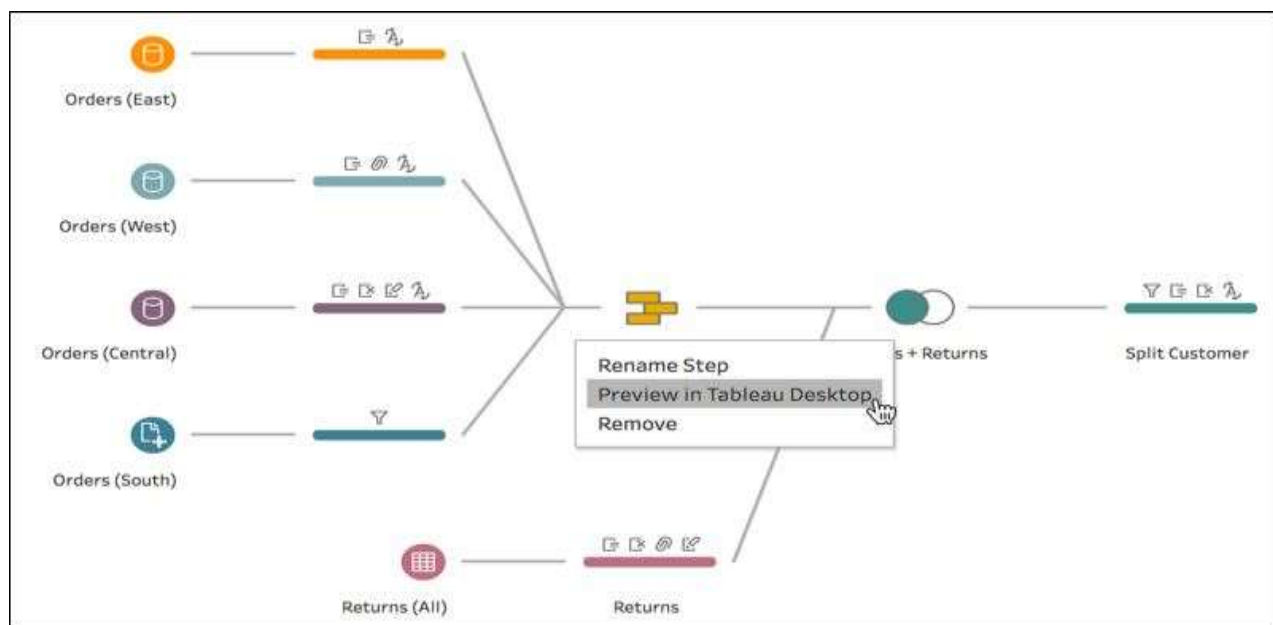 Orders (East)
Orders (West)
Orders (Central)
Orders (South)
Rename Step
Preview in Tableau Desktop
Remove
s + Returns
Split Customer
Returns (All)
Returns